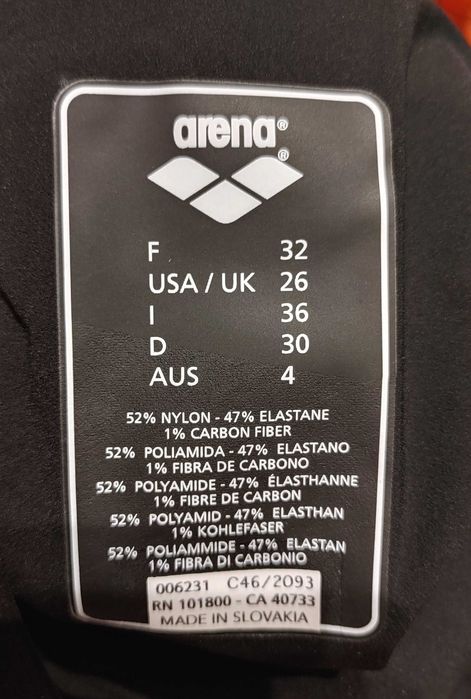 arena®
®
F 32
USA / UK 26
I 36
D 30
AUS 4
52% NYLON - 47% ELASTANE
1% CARBON FIBER
52% POLIAMIDA - 47% ELASTANO
1% FIBRA DE CARBONO
52% POLYAMIDE - 47% ÉLASTHANNE
1% FIBRE DE CARBON
52% POLYAMID - 47% ELASTHAN
1% KOHLEFASER
52% POLIAMMIDE - 47% ELASTAN
1% FIBRA DI CARBONIO
006231 C46/2093
RN 101800 - CA 40733
MADE IN SLOVAKIA